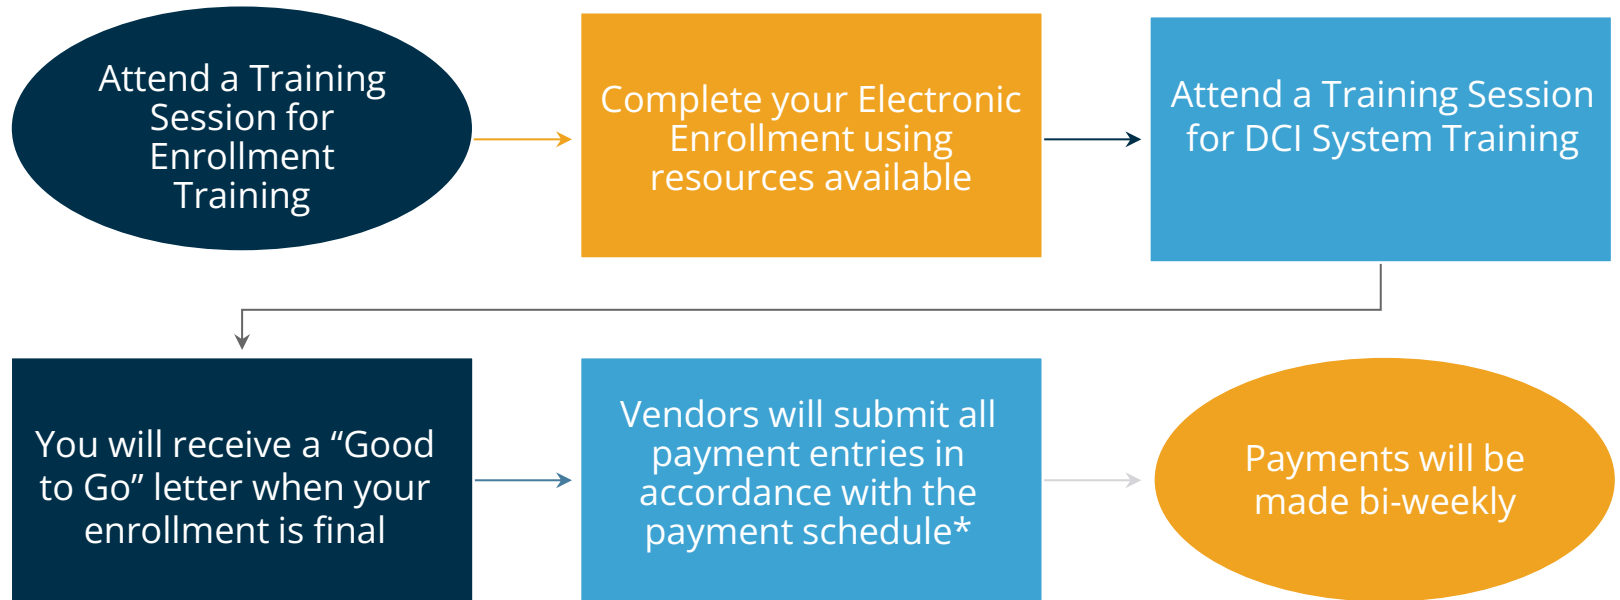 Attend a Training
Session for
Enrollment
Training
Complete your Electronic
Enrollment using
resources available
Attend a Training Session
for DCI System Training
You will receive a “Good
to Go” letter when your
enrollment is final
Vendors will submit all
payment entries in
accordance with the
payment schedule*
Payments will be
made bi-weekly